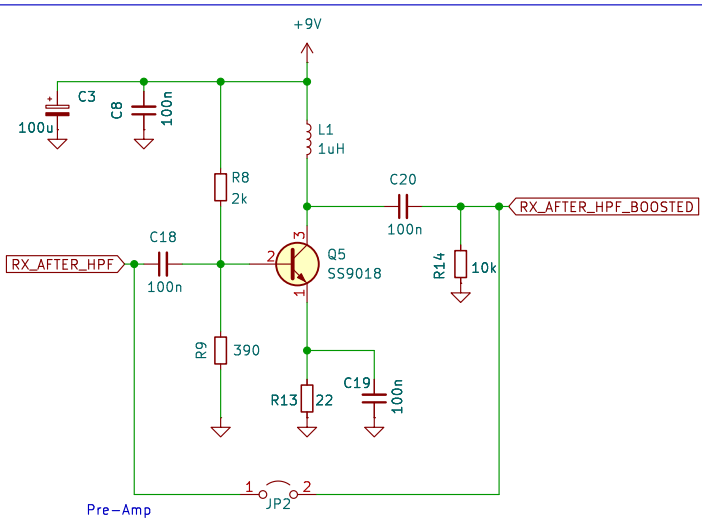 +9V
+
C3
100u
C8
100n
L1
1uH
R8
2k
C20
100n
RX_AFTER_HPF_BOOSTED
C18
100n
RX_AFTER_HPF
3
2
1
Q5
SS9018
R14
10k
R9
390
C19
100n
R13
22
1
2
JP2
Pre-Amp